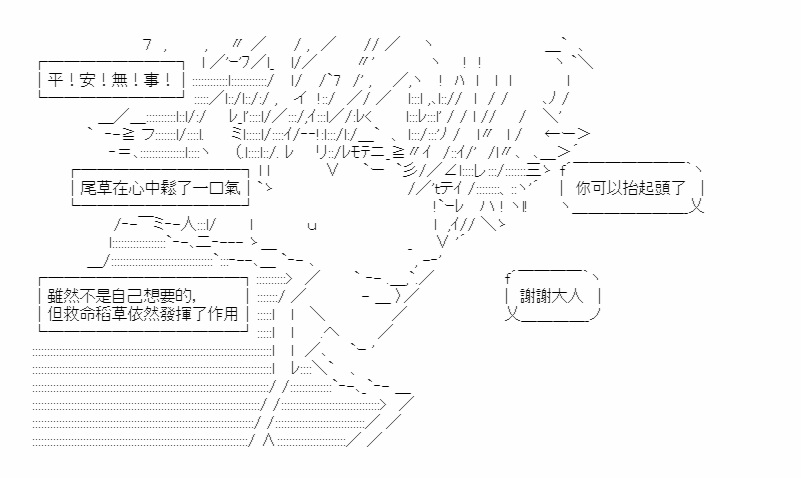 平！安！無！事！
尾草在心中鬆了一口氣
你可以抬起頭了
雖然不是自己想要的，
但救命稻草依然發揮了作用
謝謝大人